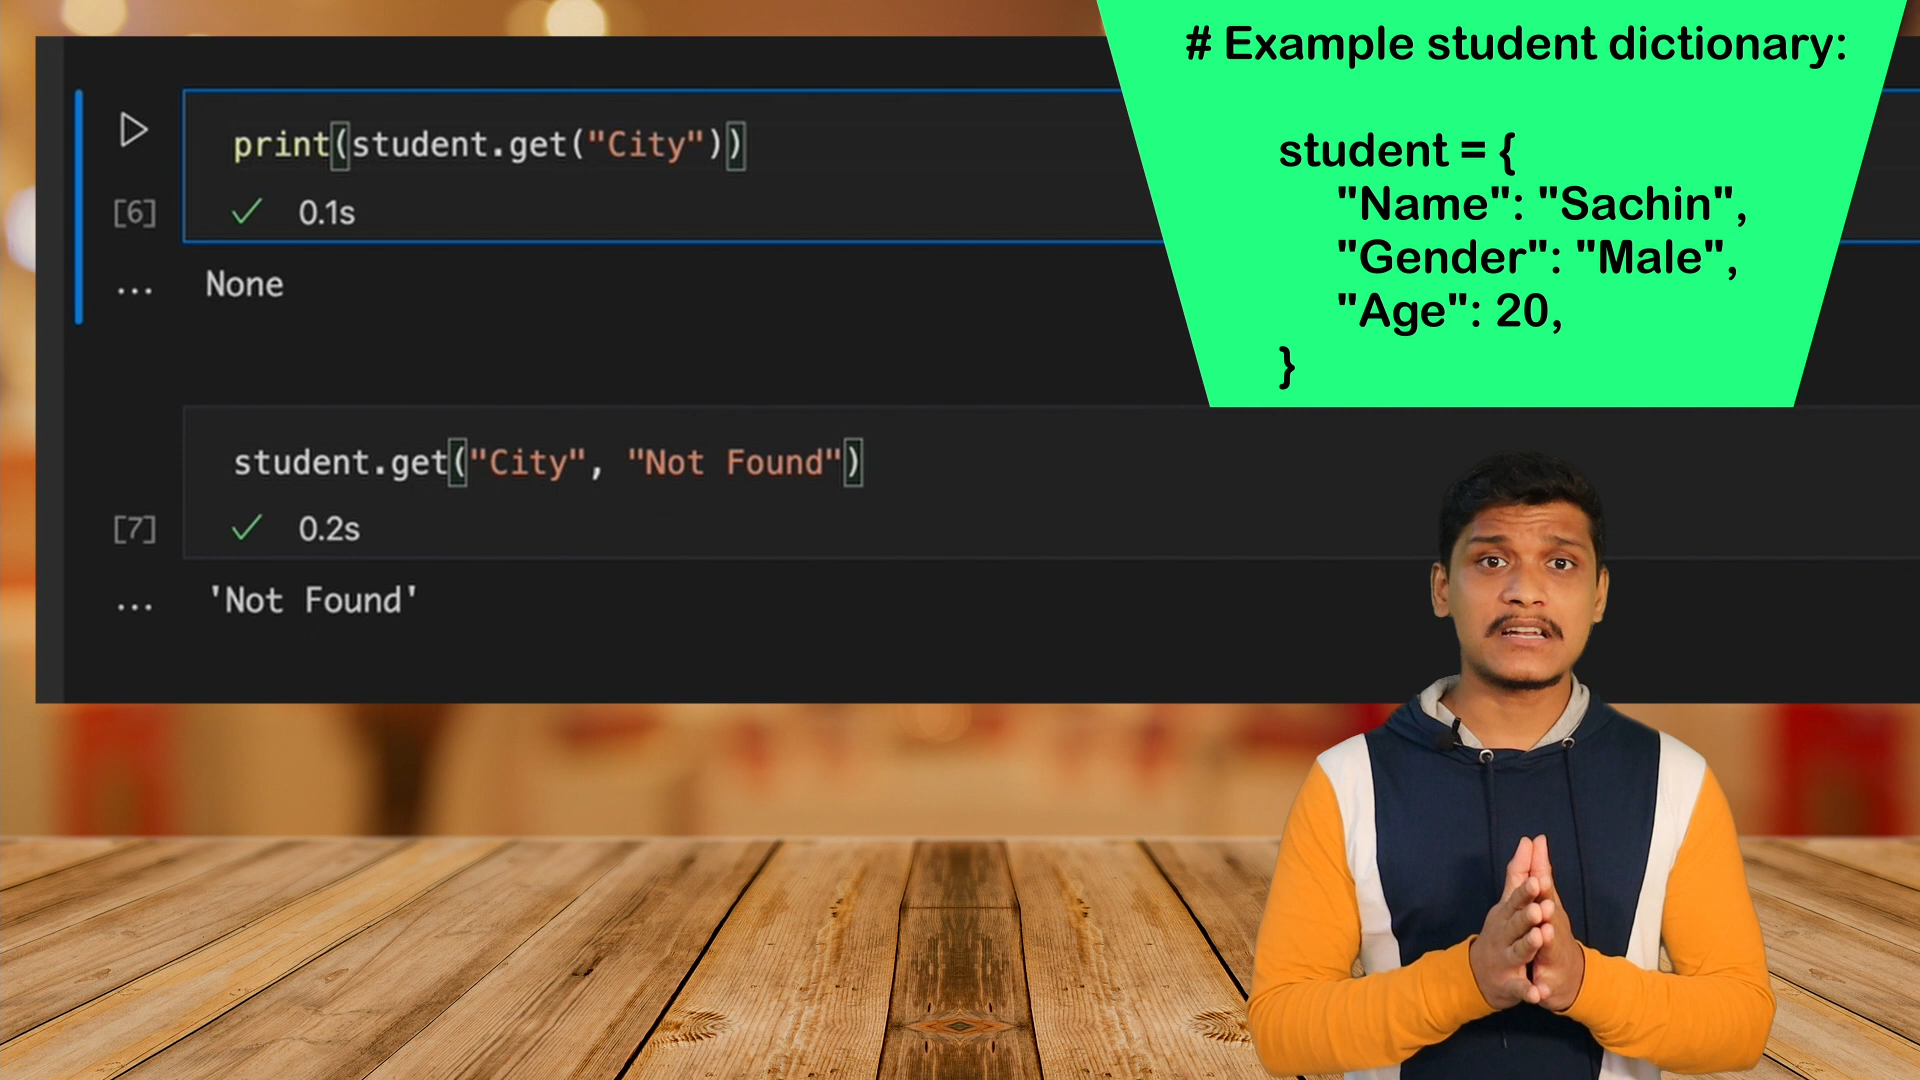 print(student.get("City"))
[6]
0.1s
... None
student.get("City", "Not Found")
[7]
0.2s
... 'Not Found'
# Example student dictionary:
student = {
"Name": "Sachin",
"Gender": "Male",
"Age": 20,
}